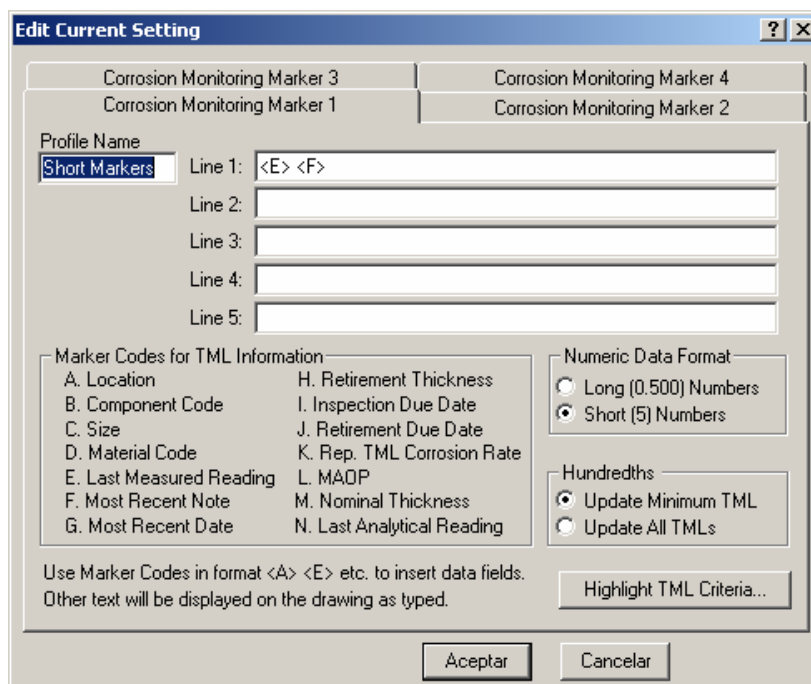 Edit Current Setting
Corrosion Monitoring Marker 3
Corrosion Monitoring Marker 4
Corrosion Monitoring Marker 1
Corrosion Monitoring Marker 2
Profile Name
Short Markers
Line 1: <E> <F>
Line 2:
Line 3:
Line 4:
Line 5:
Marker Codes for TML Information
A. Location
B. Component Code
C. Size
D. Material Code
E. Last Measured Reading
F. Most Recent Note
G. Most Recent Date
H. Retirement Thickness
I. Inspection Due Date
J. Retirement Due Date
K. Rep. TML Corrosion Rate
L. MAOP
M. Nominal Thickness
N. Last Analytical Reading
Numeric Data Format
Long (0.500) Numbers
Short (5) Numbers
Hundredths
Update Minimum TML
Update All TMLs
Use Marker Codes in format <A> <E> etc. to insert data fields.
Other text will be displayed on the drawing as typed.
Highlight TML Criteria...
Aceptar
Cancelar